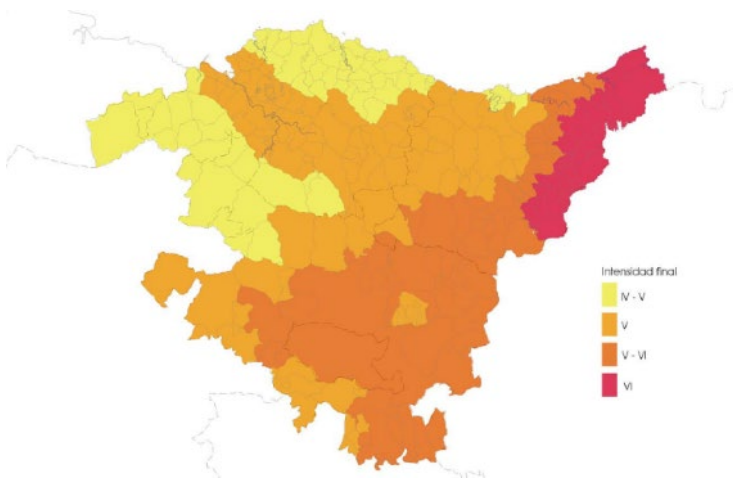 Intensidad final
IV - V
V
V - VI
VI